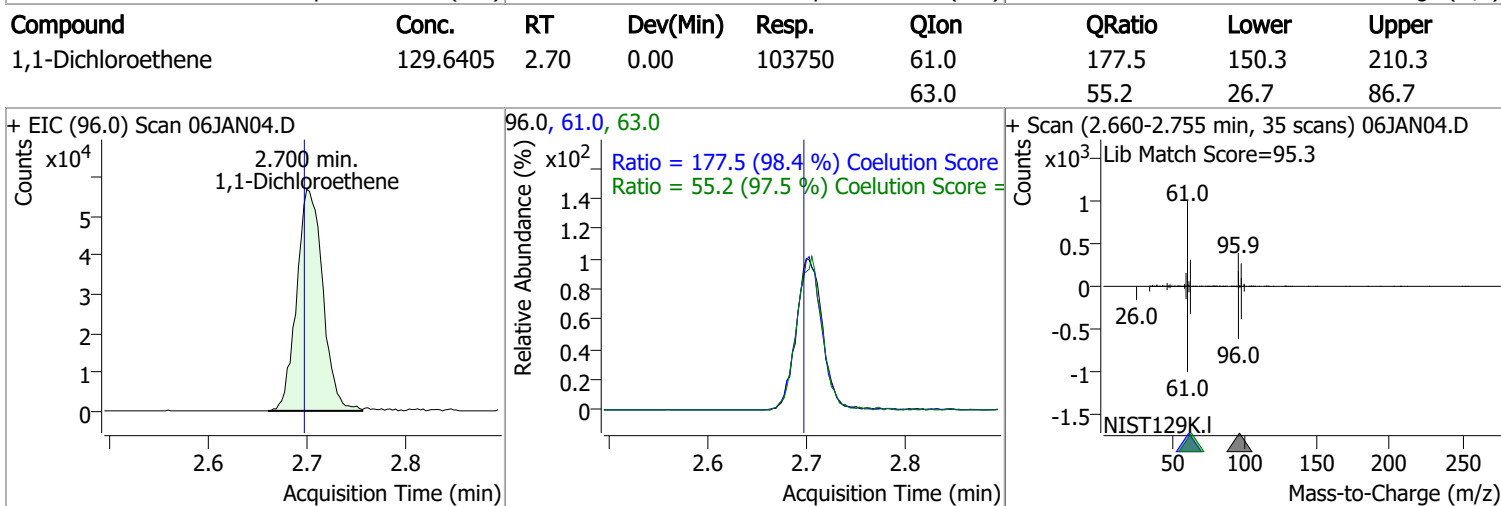 Compound Conc. RT Dev(Min) Resp. QIon QRatio Lower Upper
1,1-Dichloroethene 129.6405 2.70 0.00 103750 61.0 177.5 150.3 210.3
63.0 55.2 26.7 86.7
+ EIC (96.0) Scan 06JAN04.D
Counts
x10⁴
2.700 min.
1,1-Dichloroethene
5
4
3
2
1
0
2.6 2.7 2.8
Acquisition Time (min)
96.0, 61.0, 63.0
Relative Abundance (%)
x10²
Ratio = 177.5 (98.4 %) Coelution Score
Ratio = 55.2 (97.5 %) Coelution Score =
1.4
1.2
1
0.8
0.6
0.4
0.2
0
2.6 2.7 2.8
Acquisition Time (min)
+ Scan (2.660-2.755 min, 35 scans) 06JAN04.D
Counts
x10³
Lib Match Score=95.3
61.0
1
95.9
0.5
0
26.0
-0.5
96.0
-1
61.0
-1.5
NIST129K.l
50 100 150 200 250
Mass-to-Charge (m/z)